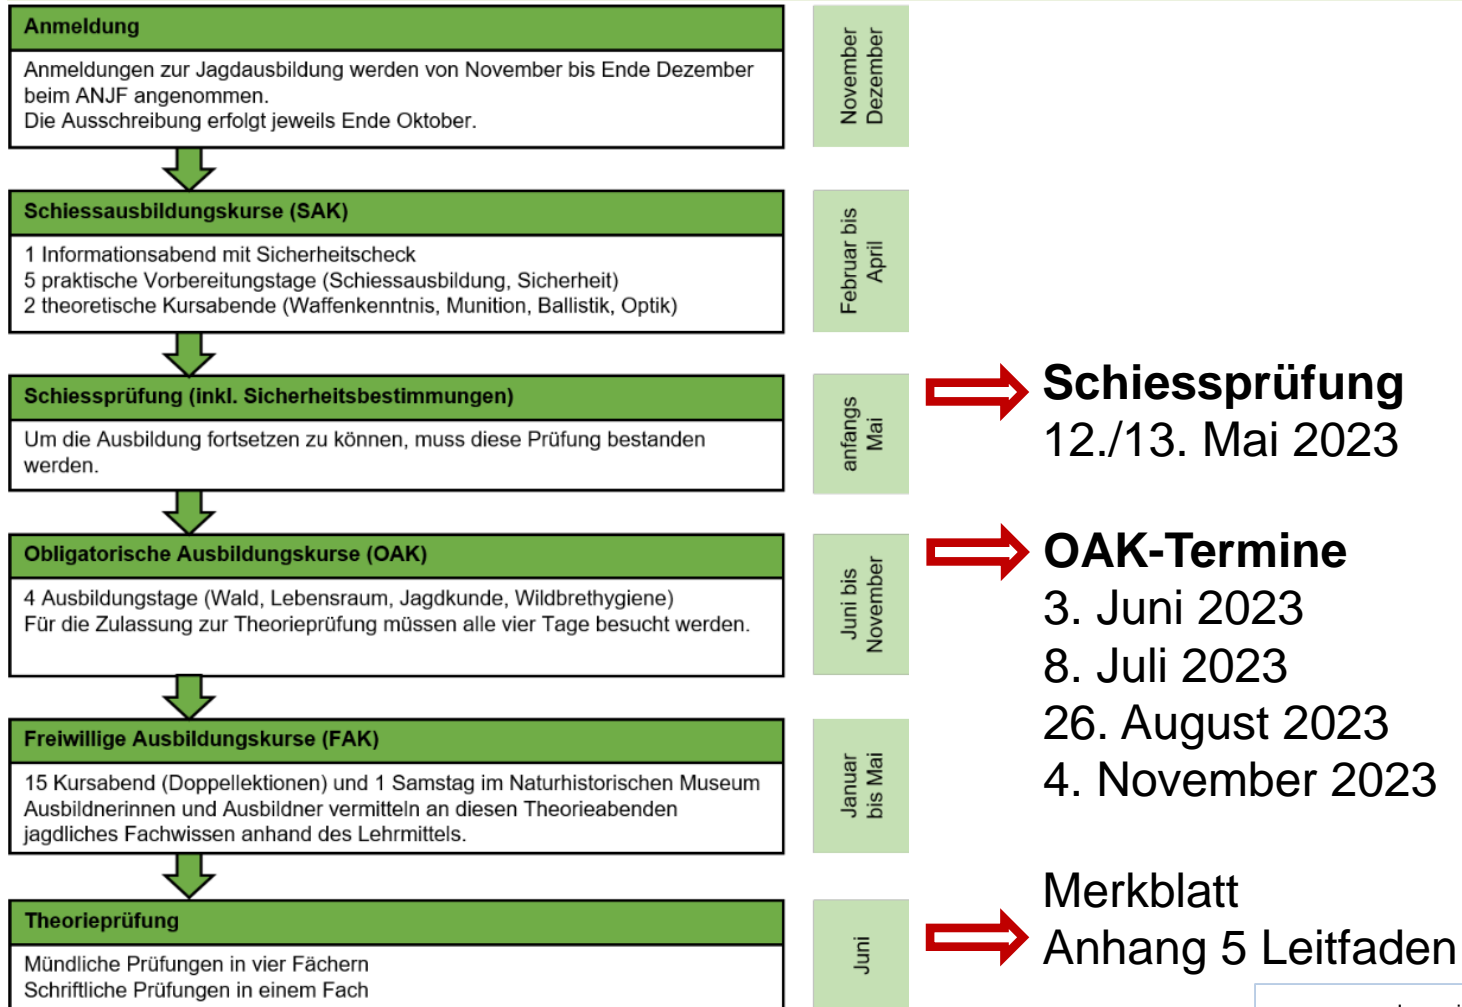 Anmeldung
Anmeldungen zur Jagdausbildung werden von November bis Ende Dezember
beim ANJF angenommen.
Die Ausschreibung erfolgt jeweils Ende Oktober.
November
Dezember
Schiessausbildungskurse (SAK)
1 Informationsabend mit Sicherheitscheck
5 praktische Vorbereitungstage (Schiessausbildung, Sicherheit)
2 theoretische Kursabende (Waffenkenntnis, Munition, Ballistik, Optik)
Februar bis
April
Schiessprüfung (inkl. Sicherheitsbestimmungen)
Um die Ausbildung fortsetzen zu können, muss diese Prüfung bestanden
werden.
anfangs
Mai
Schiessprüfung
12./13. Mai 2023
Obligatorische Ausbildungskurse (OAK)
4 Ausbildungstage (Wald, Lebensraum, Jagdkunde, Wildbrethygiene)
Für die Zulassung zur Theorieprüfung müssen alle vier Tage besucht werden.
Juni bis
November
OAK-Termine
3. Juni 2023
8. Juli 2023
26. August 2023
4. November 2023
Freiwillige Ausbildungskurse (FAK)
15 Kursabend (Doppellektionen) und 1 Samstag im Naturhistorischen Museum
Ausbildnerinnen und Ausbildner vermitteln an diesen Theorieabenden
jagdliches Fachwissen anhand des Lehrmittels.
Januar
bis Mai
Theorieprüfung
Mündliche Prüfungen in vier Fächern
Schriftliche Prüfungen in einem Fach
Juni
Merkblatt
Anhang 5 Leitfaden